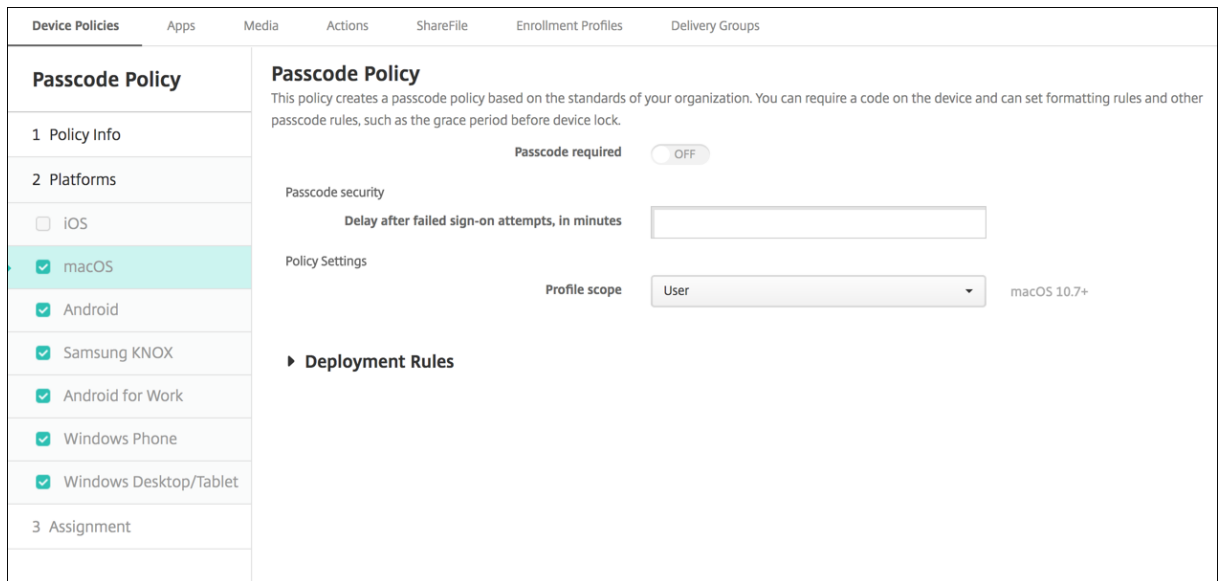 Device Policies Apps Media Actions ShareFile Enrollment Profiles Delivery Groups
Passcode Policy
1 Policy Info
2 Platforms
iOS
macOS
Android
Samsung KNOX
Android for Work
Windows Phone
Windows Desktop/Tablet
3 Assignment
Passcode Policy
This policy creates a passcode policy based on the standards of your organization. You can require a code on the device and can set formatting rules and other
passcode rules, such as the grace period before device lock.
Passcode required OFF
Passcode security
Delay after failed sign-on attempts, in minutes
Policy Settings
Profile scope User macOS 10.7+
Deployment Rules